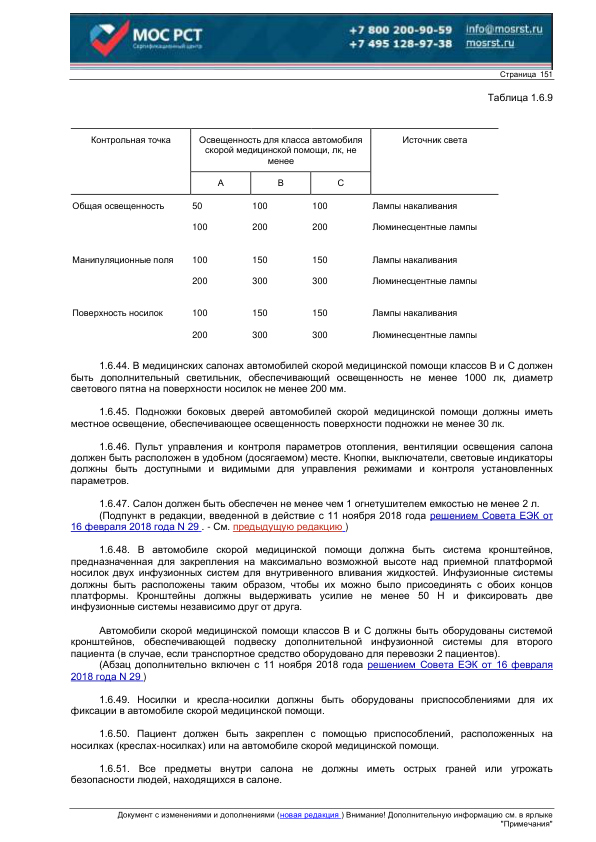 МОС РСТ
Сертификационный центр
+7 800 200-90-59 info@mosrst.ru
+7 495 128-97-38 mosrst.ru
Страница 151
Таблица 1.6.9
Контрольная точка Освещенность для класса автомобиля Источник света
скорой медицинской помощи, лк, не
менее
А В С
Общая освещенность 50 100 100 Лампы накаливания
100 200 200 Люминесцентные лампы
Манипуляционные поля 100 150 150 Лампы накаливания
200 300 300 Люминесцентные лампы
Поверхность носилок 100 150 150 Лампы накаливания
200 300 300 Люминесцентные лампы
1.6.44. В медицинских салонах автомобилей скорой медицинской помощи классов В и С должен
быть дополнительный светильник, обеспечивающий освещенность не менее 1000 лк, диаметр
светового пятна на поверхности носилок не менее 200 мм.
1.6.45. Подножки боковых дверей автомобилей скорой медицинской помощи должны иметь
местное освещение, обеспечивающее освещенность поверхности подножки не менее 30 лк.
1.6.46. Пульт управления и контроля параметров отопления, вентиляции освещения салона
должен быть расположен в удобном (досягаемом) месте. Кнопки, выключатели, световые индикаторы
должны быть доступными и видимыми для управления режимами и контроля установленных
параметров.
1.6.47. Салон должен быть обеспечен не менее чем 1 огнетушителем емкостью не менее 2 л.
(Подпункт в редакции, введенной в действие с 11 ноября 2018 года решением Совета ЕЭК от
16 февраля 2018 года N 29 . - См. предыдущую редакцию )
1.6.48. В автомобиле скорой медицинской помощи должна быть система кронштейнов,
предназначенная для закрепления на максимально возможной высоте над приемной платформой
носилок двух инфузионных систем для внутривенного вливания жидкостей. Инфузионные системы
должны быть расположены таким образом, чтобы их можно было присоединять с обоих концов
платформы. Кронштейны должны выдерживать усилие не менее 50 Н и фиксировать две
инфузионные системы независимо друг от друга.
Автомобили скорой медицинской помощи классов В и С должны быть оборудованы системой
кронштейнов, обеспечивающей подвеску дополнительной инфузионной системы для второго
пациента (в случае, если транспортное средство оборудовано для перевозки 2 пациентов).
(Абзац дополнительно включен с 11 ноября 2018 года решением Совета ЕЭК от 16 февраля
2018 года N 29 )
1.6.49. Носилки и кресла-носилки должны быть оборудованы приспособлениями для их
фиксации в автомобиле скорой медицинской помощи.
1.6.50. Пациент должен быть закреплен с помощью приспособлений, расположенных на
носилках (креслах-носилках) или на автомобиле скорой медицинской помощи.
1.6.51. Все предметы внутри салона не должны иметь острых граней или угрожать
безопасности людей, находящихся в салоне.
Документ с изменениями и дополнениями (новая редакция ) Внимание! Дополнительную информацию см. в ярлыке
"Примечания"